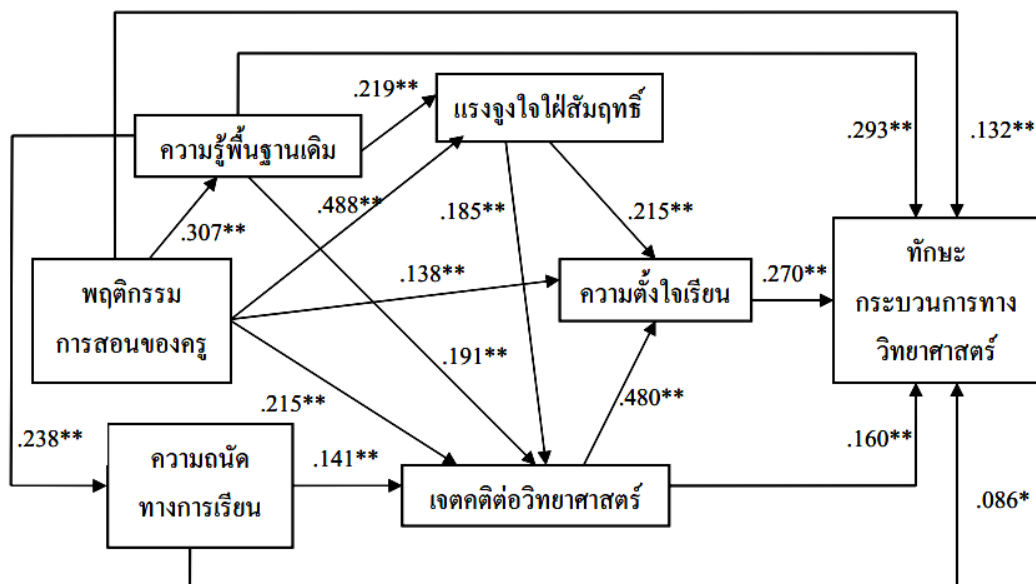 .219**
แรงจูงใจใฝ่สัมฤทธิ์
.293**
.132**
ความรู้พื้นฐานเดิม
.488**
.185**
.215**
.307**
พฤติกรรม
การสอนของครู
.138**
ความตั้งใจเรียน
.270**
ทักษะ
กระบวนการทาง
วิทยาศาสตร์
.191**
.215**
.480**
.238**
ความถนัด
ทางการเรียน
.141**
เจตคติต่อวิทยาศาสตร์
.160**
.086*